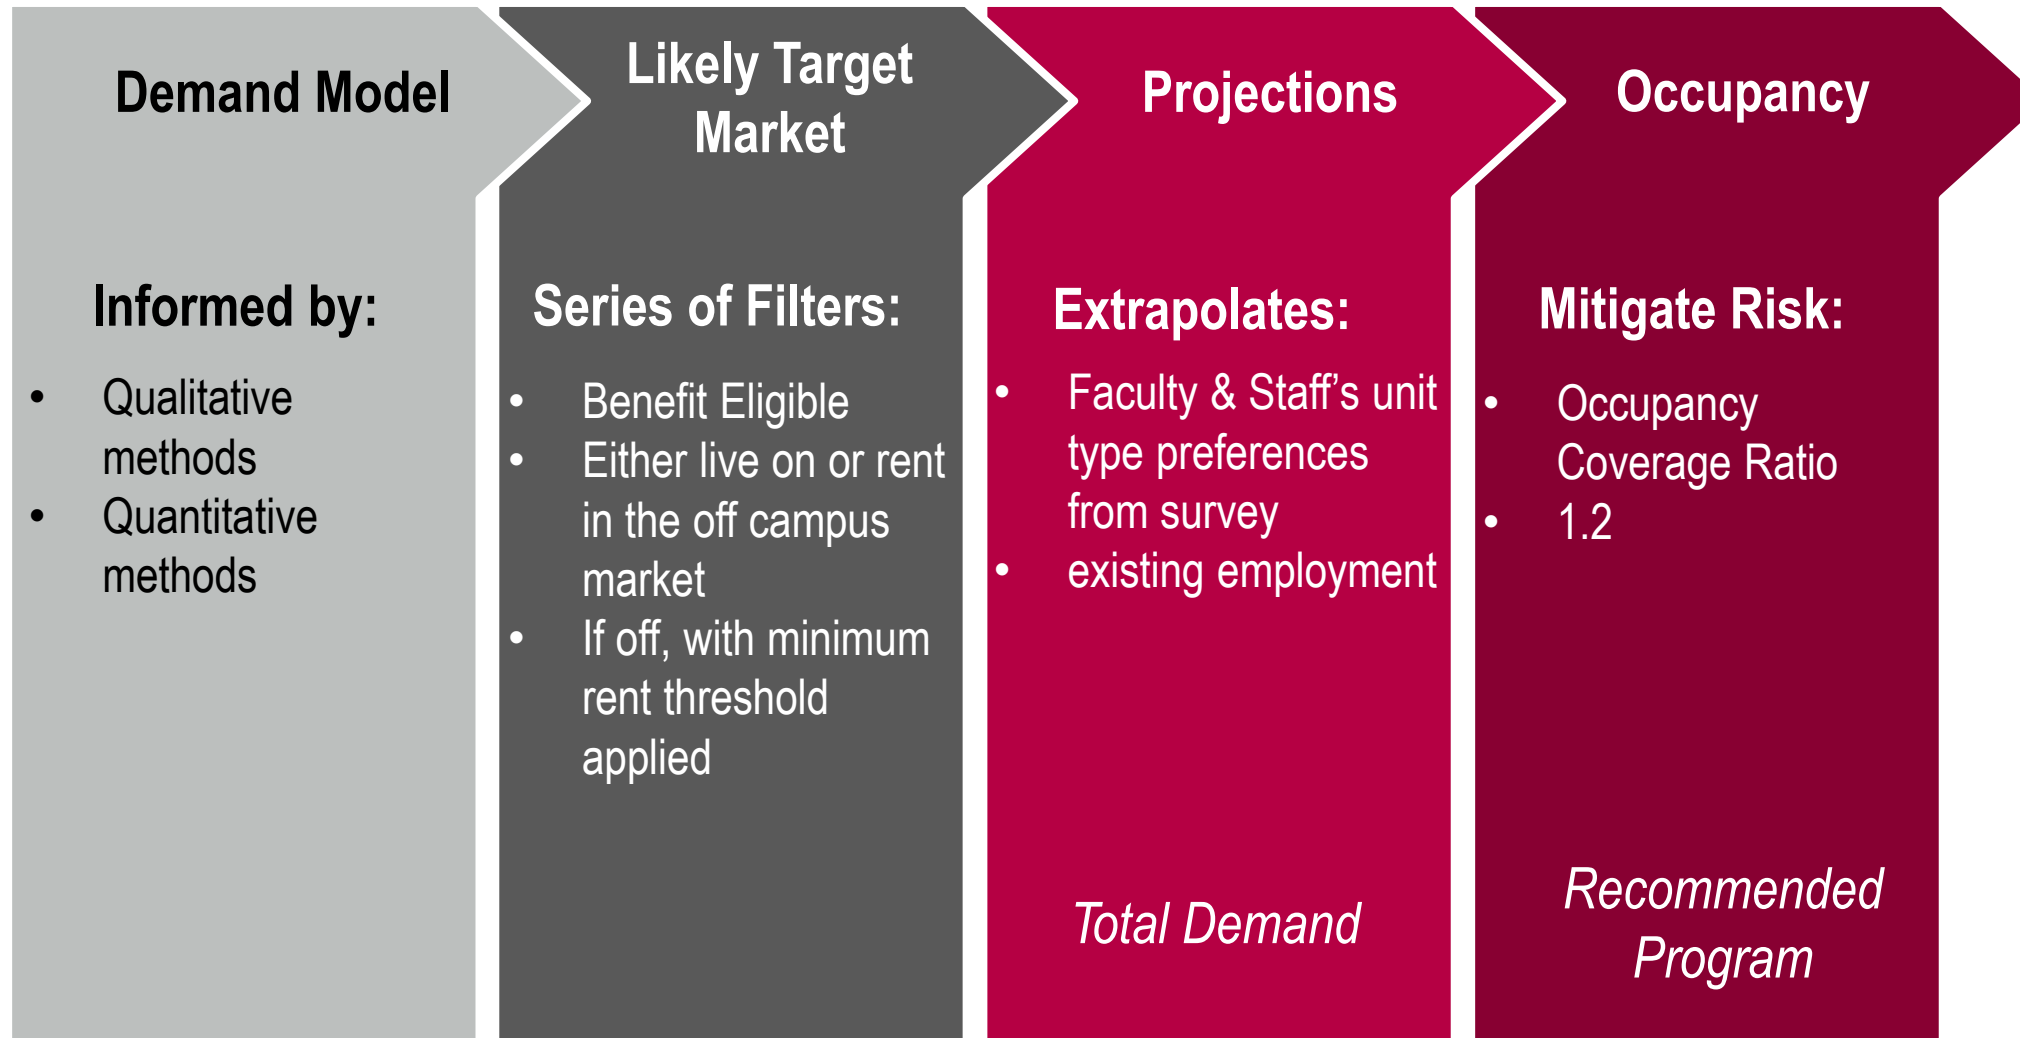 Demand Model
Informed by:
• Qualitative
methods
• Quantitative
methods
Likely Target
Market
Series of Filters:
• Benefit Eligible
• Either live on or rent
in the off campus
market
• If off, with minimum
rent threshold
applied
Projections
Extrapolates:
• Faculty & Staff’s unit
type preferences
from survey
• existing employment
Total Demand
Occupancy
Mitigate Risk:
• Occupancy
Coverage Ratio
• 1.2
Recommended
Program